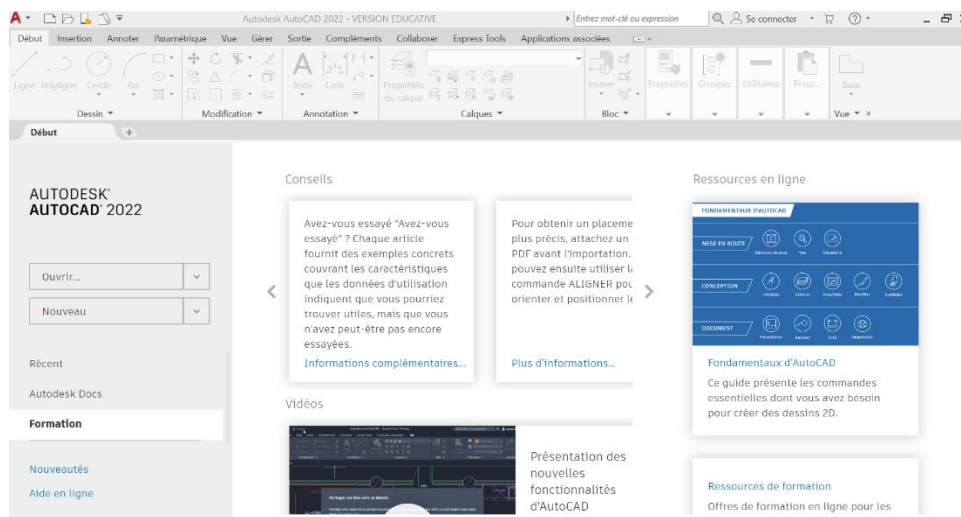 Autodesk AutoCAD 2022 - VERSION EDUCATIVE
Entrez mot-clé ou expression
Se connecter
Début Insertion Annoter Paramétrique Vue Gérer Sortie Compléments Collaborer Express Tools Applications associées
Ligne Polyligne Cercle Arc Texte Cote Propriétés du calque Insérer Propriétés Groupes Utilitaires Press... Base
Dessin Modification Annotation Calques Bloc Vue
Début
AUTODESK
AUTOCAD 2022
Ouvrir...
Nouveau
Récent
Autodesk Docs
Formation
Nouveautés
Aide en ligne
Conseils
Avez-vous essayé "Avez-vous
essayé" ? Chaque article
fournit des exemples concrets
couvrant les caractéristiques
que les données d'utilisation
indiquent que vous pourriez
trouver utiles, mais que vous
n'avez peut-être pas encore
essayées.
Informations complémentaires...
Pour obtenir un placeme
plus précis, attachez un
PDF avant l'importation.
pouvez ensuite utiliser la
commande ALIGNER pou
orienter et positionner le
Plus d'informations...
Vidéos
Présentation des
nouvelles
fonctionnalités
d'AutoCAD
Ressources en ligne
FONDAMENTAUX D'AUTOCAD
MISE EN ROUTE
CONCEPTION
DOCUMENT
Fondamentaux d'AutoCAD
Ce guide présente les commandes
essentielles dont vous avez besoin
pour créer des dessins 2D.
Ressources de formation
Offres de formation en ligne pour les